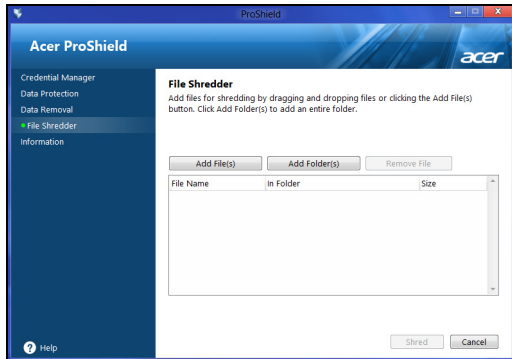 ProShield
Acer ProShield
acer
Credential Manager
Data Protection
Data Removal
File Shredder
Information
File Shredder
Add files for shredding by dragging and dropping files or clicking the Add File(s)
button. Click Add Folder(s) to add an entire folder.
Add File(s) Add Folder(s) Remove File
File Name In Folder Size
Shred Cancel
? Help